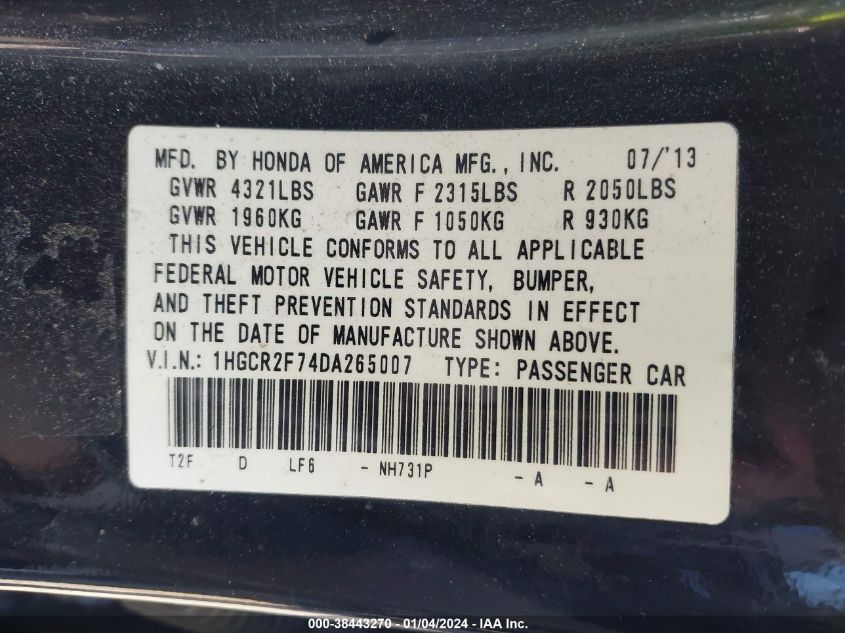 MFD. BY HONDA OF AMERICA MFG., INC. 07/'13
GVWR 4321LBS GAWR F 2315LBS R 2050LBS
GVWR 1960KG GAWR F 1050KG R 930KG
THIS VEHICLE CONFORMS TO ALL APPLICABLE
FEDERAL MOTOR VEHICLE SAFETY, BUMPER,
AND THEFT PREVENTION STANDARDS IN EFFECT
ON THE DATE OF MANUFACTURE SHOWN ABOVE.
V.I.N.: 1HGCR2F74DA265007 TYPE: PASSENGER CAR
T2F D LF6 - NH731P - A - A
000-38443270 - 01/04/2024 - IAA Inc.